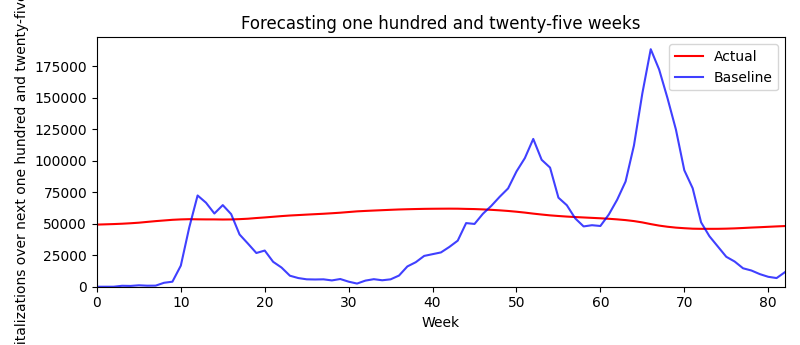 Forecasting one hundred and twenty-five weeks
italizations over next one hundred and twenty-five
175000
150000
125000
100000
75000
50000
25000
0
Actual
Baseline
0 10 20 30 40 50 60 70 80
Week